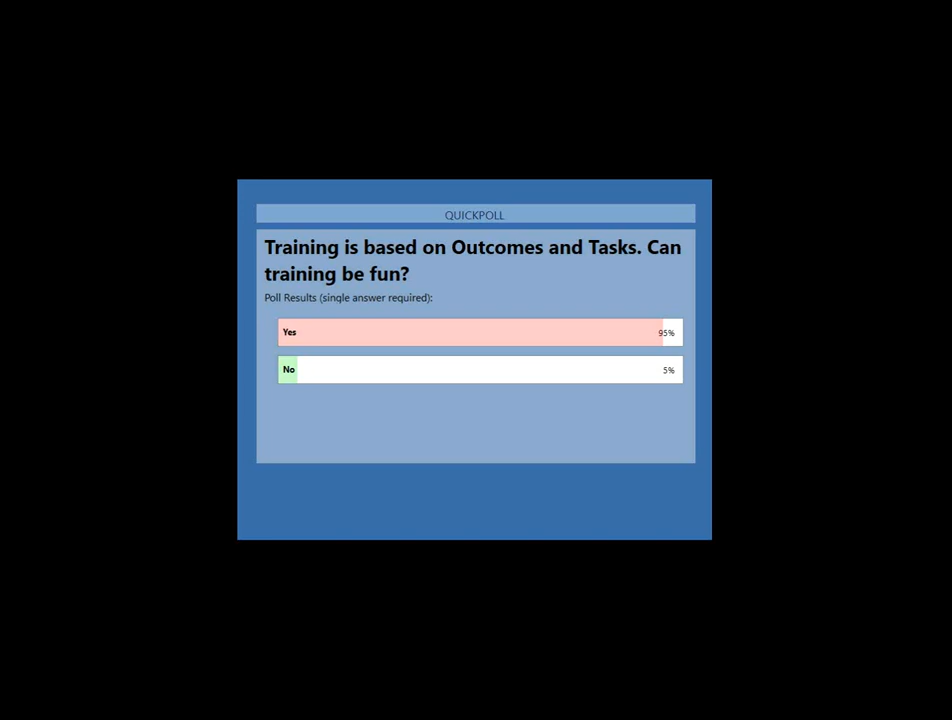 QUICKPOLL
Training is based on Outcomes and Tasks. Can
training be fun?
Poll Results (single answer required):
Yes 95%
No 5%